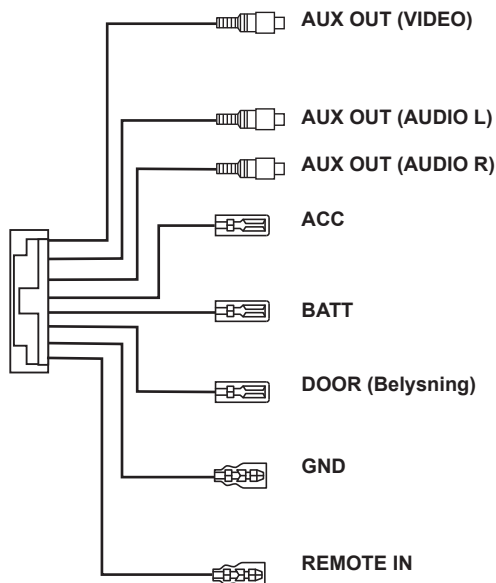 AUX OUT (VIDEO)
AUX OUT (AUDIO L)
AUX OUT (AUDIO R)
ACC
BATT
DOOR (Belysning)
GND
REMOTE IN